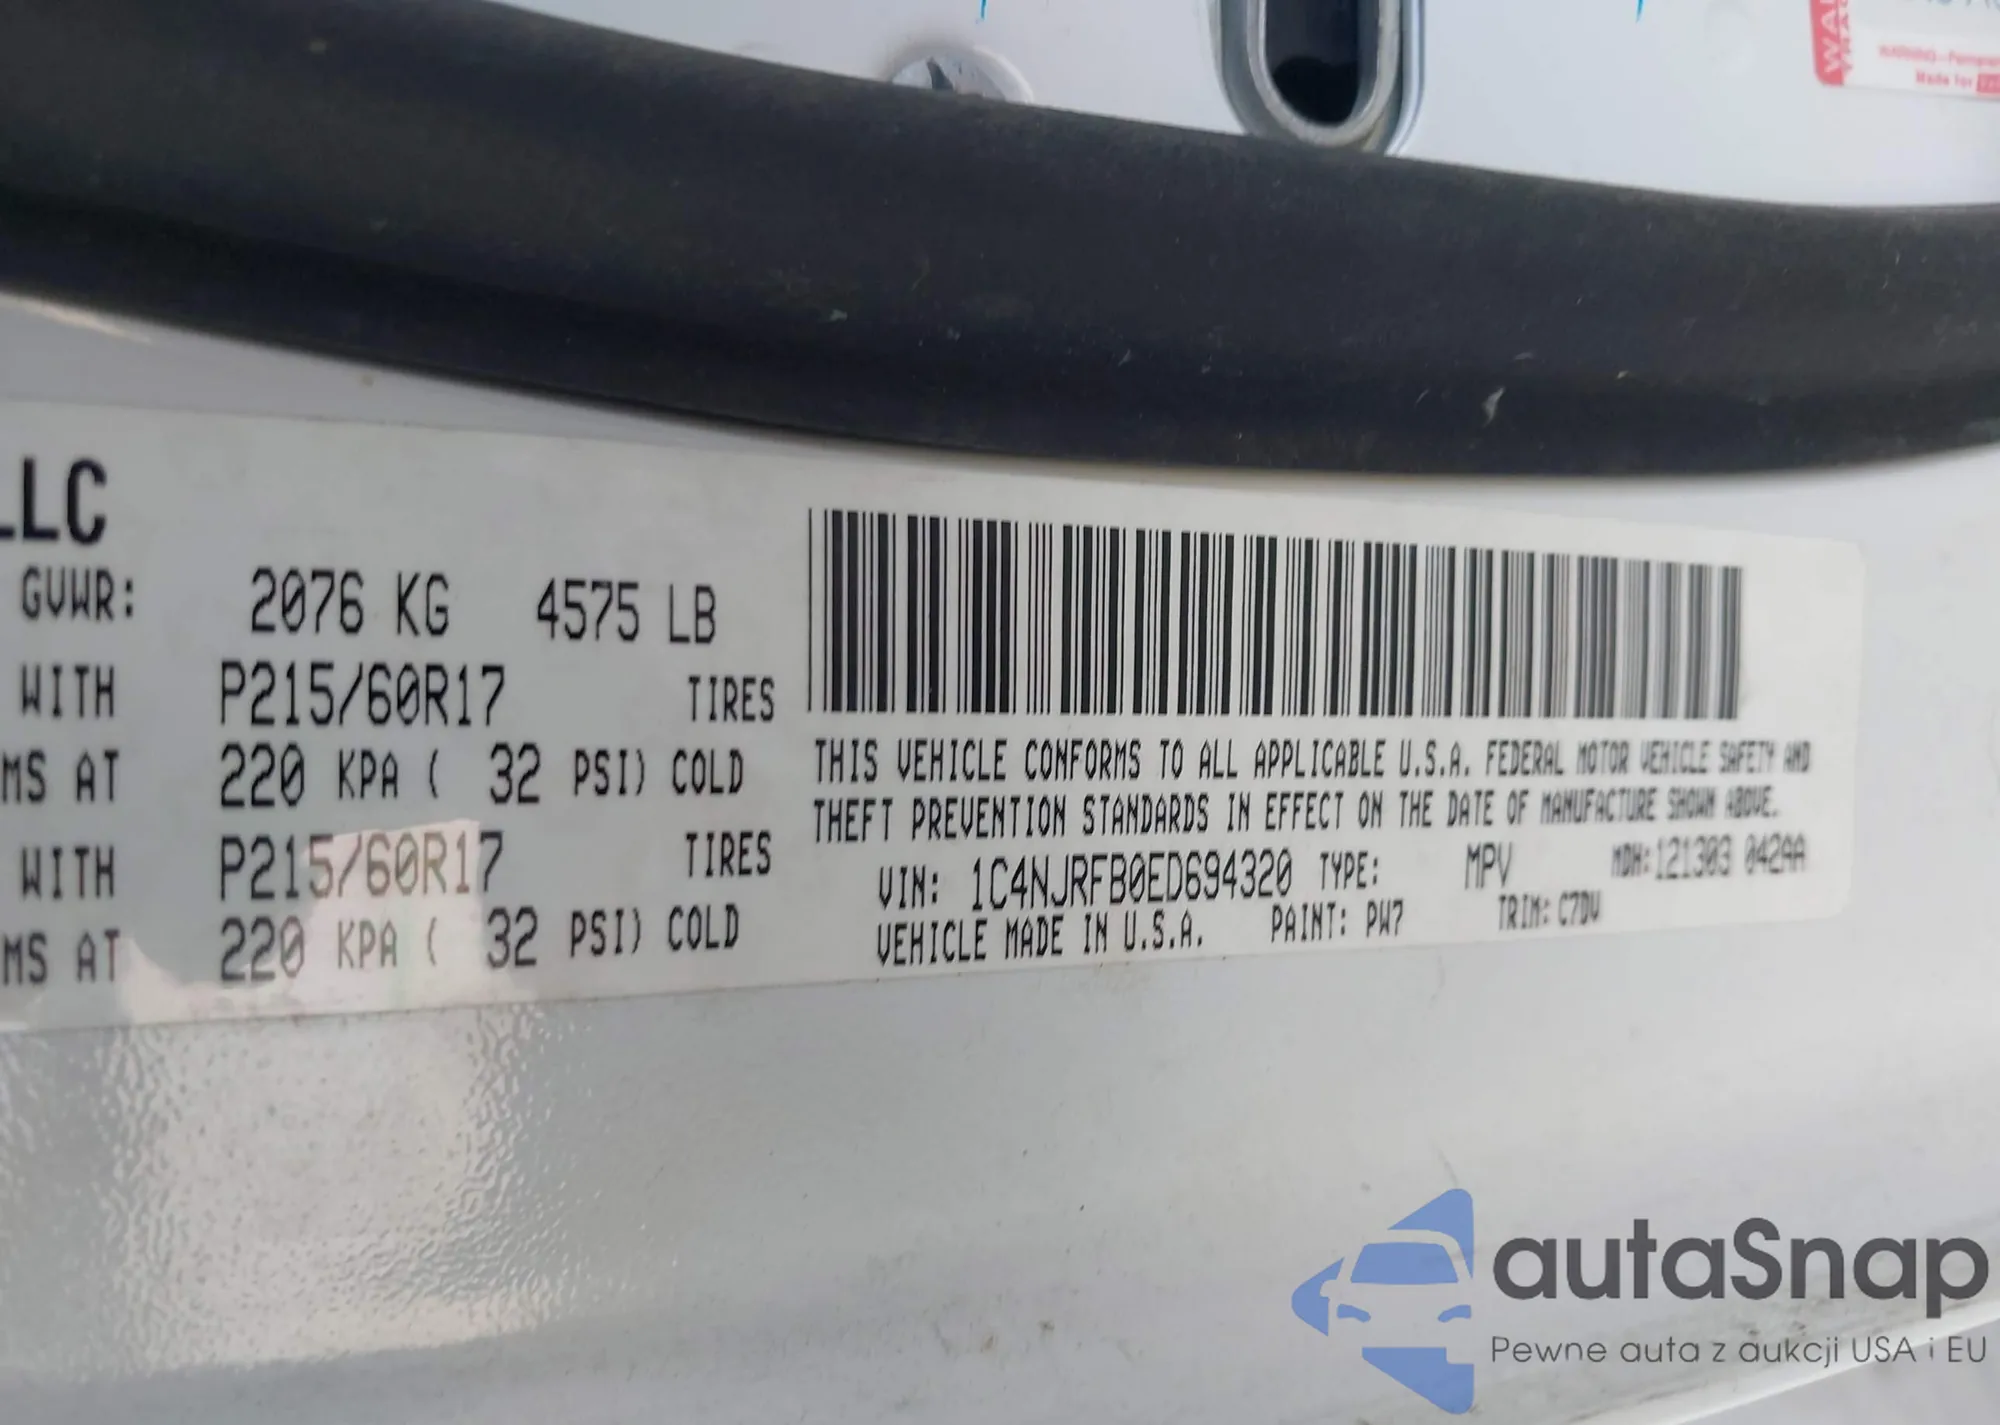 LLC
GVWR: 2076 KG 4575 LB
WITH P215/60R17 TIRES
MS AT 220 KPA ( 32 PSI) COLD
WITH P215/60R17 TIRES
MS AT 220 KPA ( 32 PSI) COLD
THIS VEHICLE CONFORMS TO ALL APPLICABLE U.S.A. FEDERAL MOTOR VEHICLE SAFETY AND
THEFT PREVENTION STANDARDS IN EFFECT ON THE DATE OF MANUFACTURE SHOWN ABOVE.
VIN: 1C4NJRFB0ED694320 TYPE: MPV MDH: 121303 042AA
VEHICLE MADE IN U.S.A. PAINT: PW7 TRIM: C7DV
autaSnap
Pewne auta z aukcji USA i EU